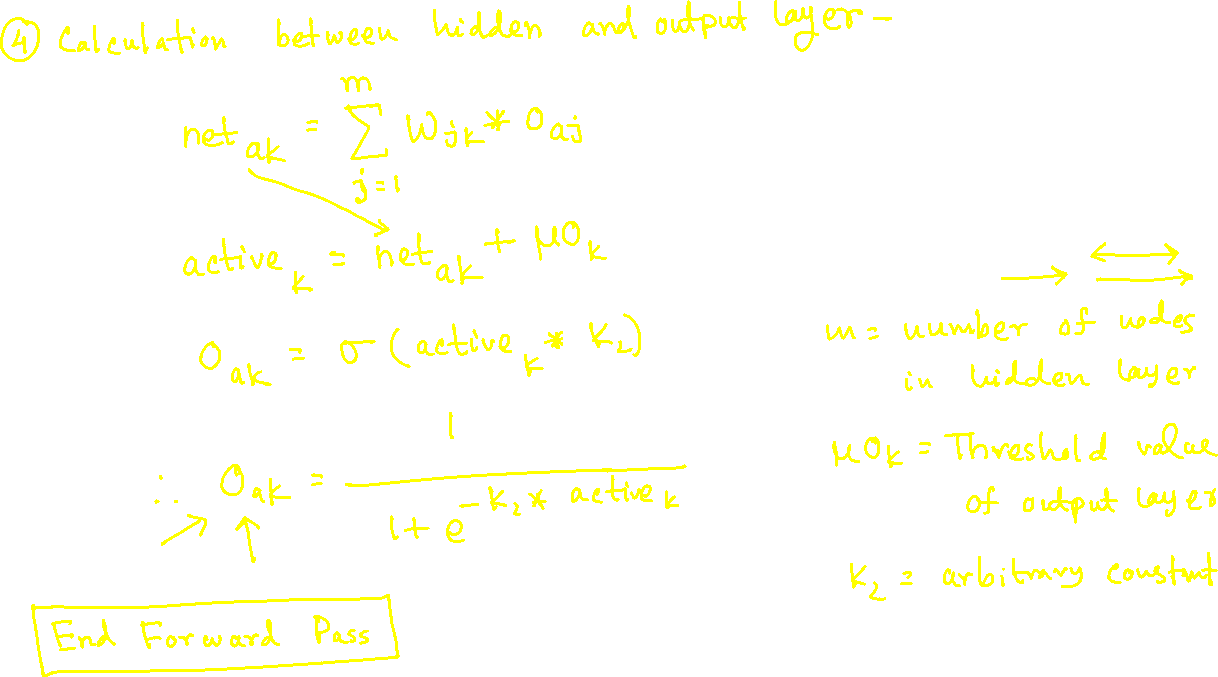 ④ Calculation between hidden and output layer -
net_ak = Σ_{j=1}^{m} W_jk * O_aj
active_k = net_ak + μO_k
O_ak = σ(active_k * K_2)
∴ O_ak = 1 / (1 + e^{-K_2 * active_k})
End Forward Pass
m = number of nodes
in hidden layer
μO_k = Threshold value
of output layer
K_2 = arbitrary constant